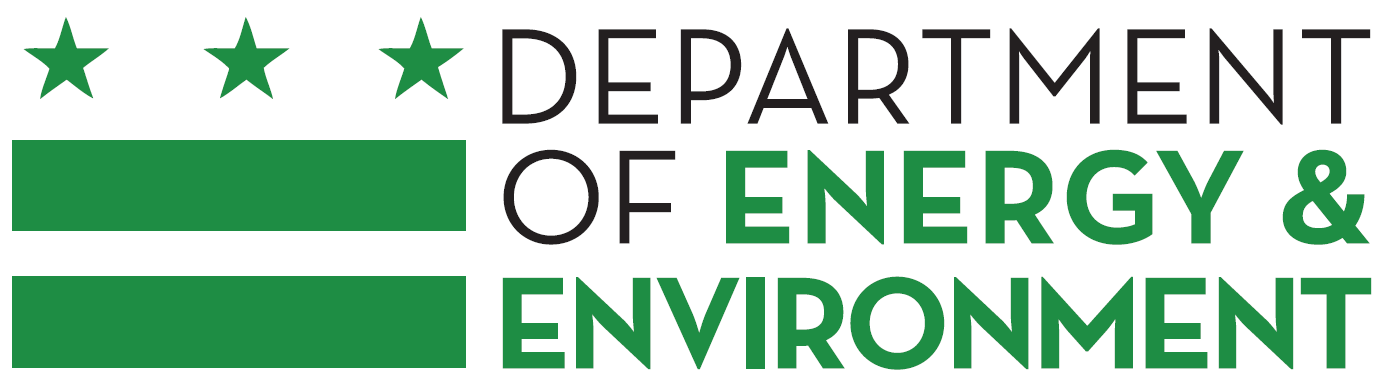 DEPARTMENT
OF ENERGY &
ENVIRONMENT